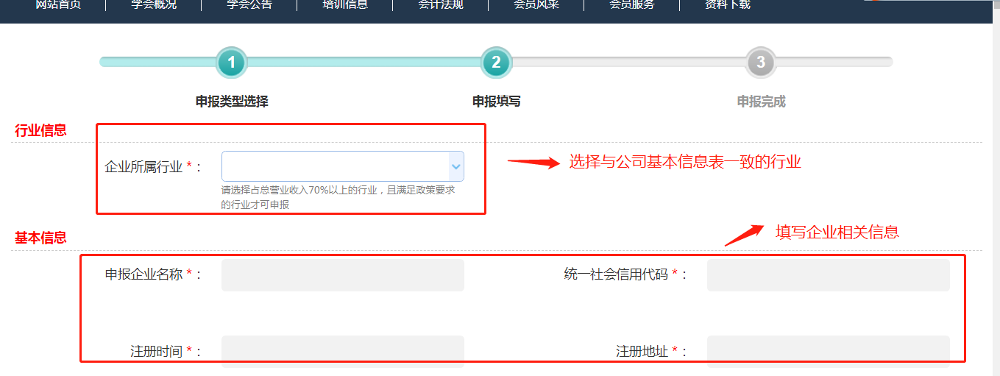 网站首页 学会概况 学会公告 培训信息 会计法规 会员风采 会员服务 资料下载
1 2 3
申报类型选择 申报填写 申报完成
行业信息
企业所属行业 * ：
选择与公司基本信息表一致的行业
请选择占总营业收入70%以上的行业，且满足政策要求
的行业才可申报
填写企业相关信息
基本信息
申报企业名称 * ： 统一社会信用代码 * ：
注册时间 * ： 注册地址 * ：